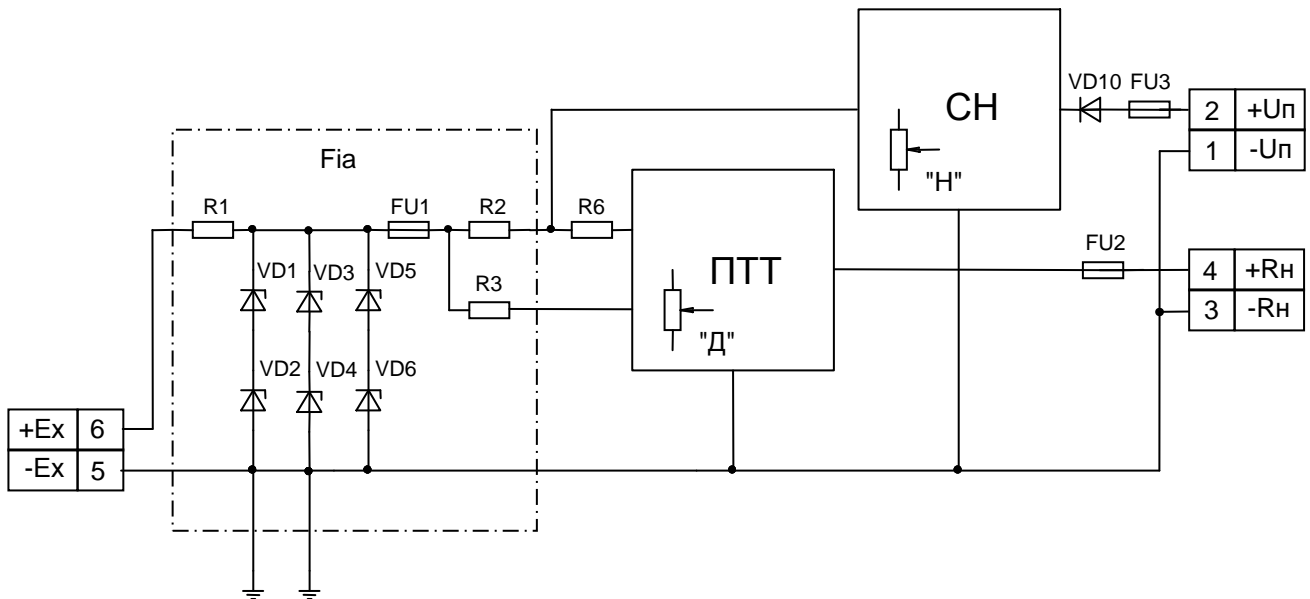 СН
VD10 FU3
2 +Uп
1 -Uп
"Н"
Fia
R1 FU1 R2 R6
ПТТ
FU2
4 +Rн
3 -Rн
VD1 VD3 VD5
R3
"Д"
VD2 VD4 VD6
+Ex 6
-Ex 5